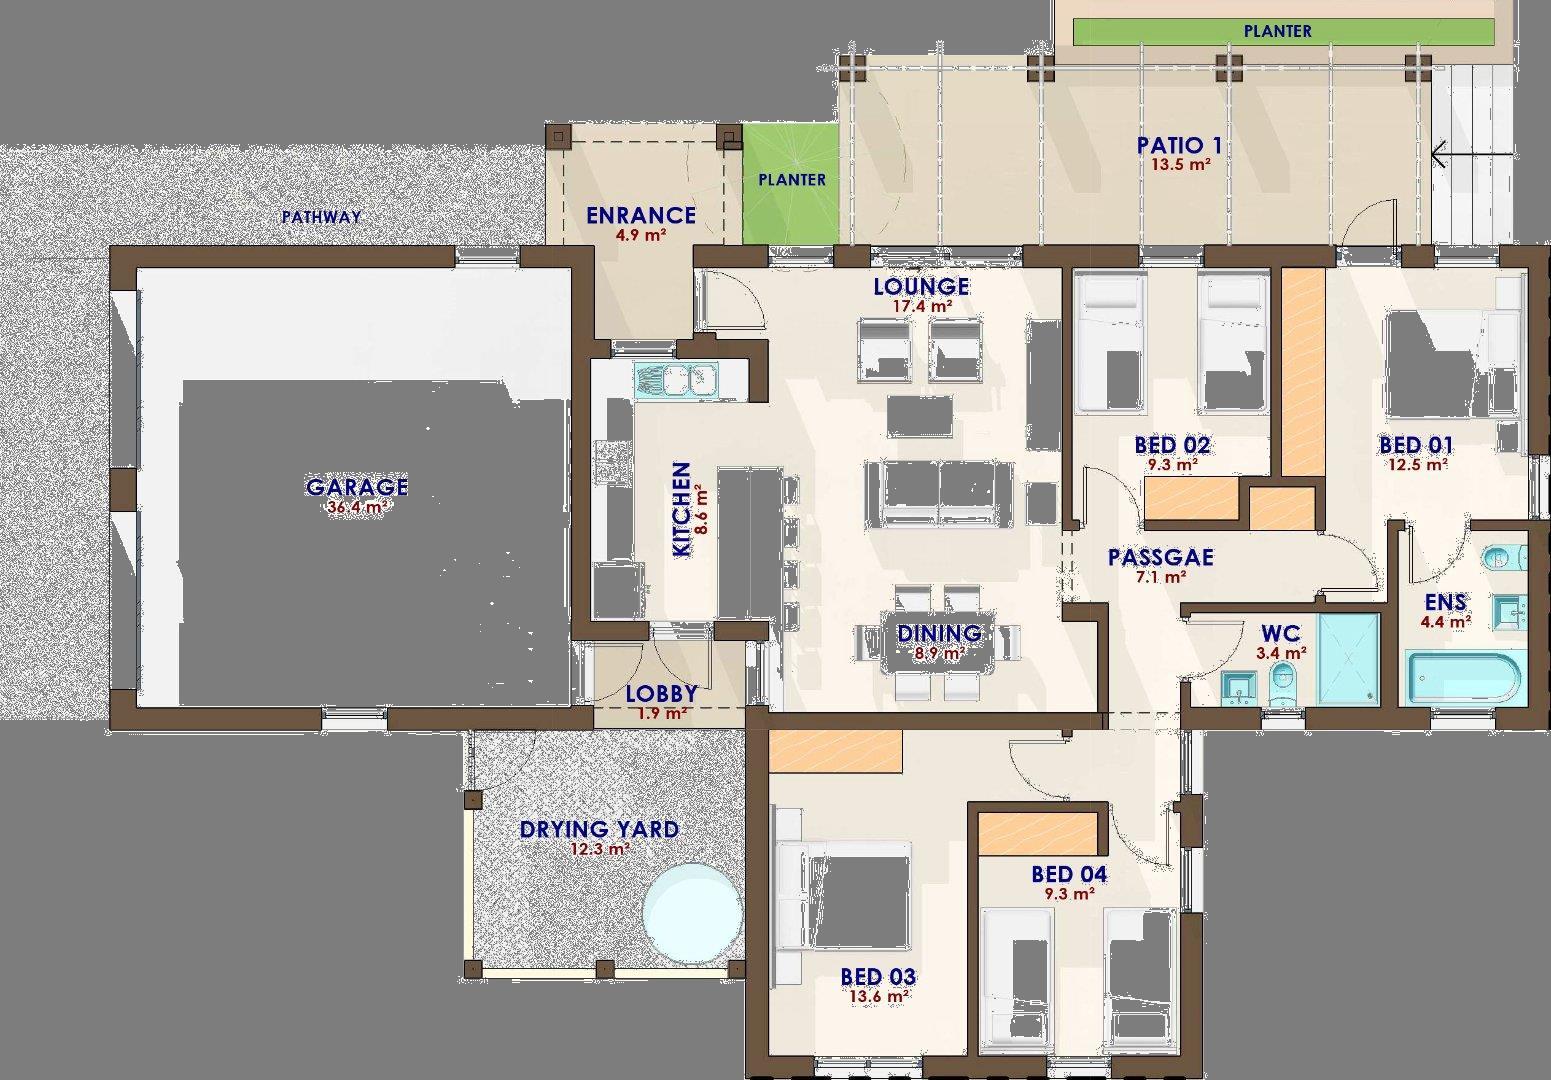 PLANTER
PATIO 1
13.5 m²
PLANTER
PATHWAY
ENRANCE
4.9 m²
LOUNGE
17.4 m²
BED 02
9.3 m²
BED 01
12.5 m²
GARAGE
36.4 m²
KITCHEN
8.6 m²
PASSGAE
7.1 m²
ENS
4.4 m²
DINING
8.9 m²
WC
3.4 m²
LOBBY
1.9 m²
DRYING YARD
12.3 m²
BED 04
9.3 m²
BED 03
13.6 m²